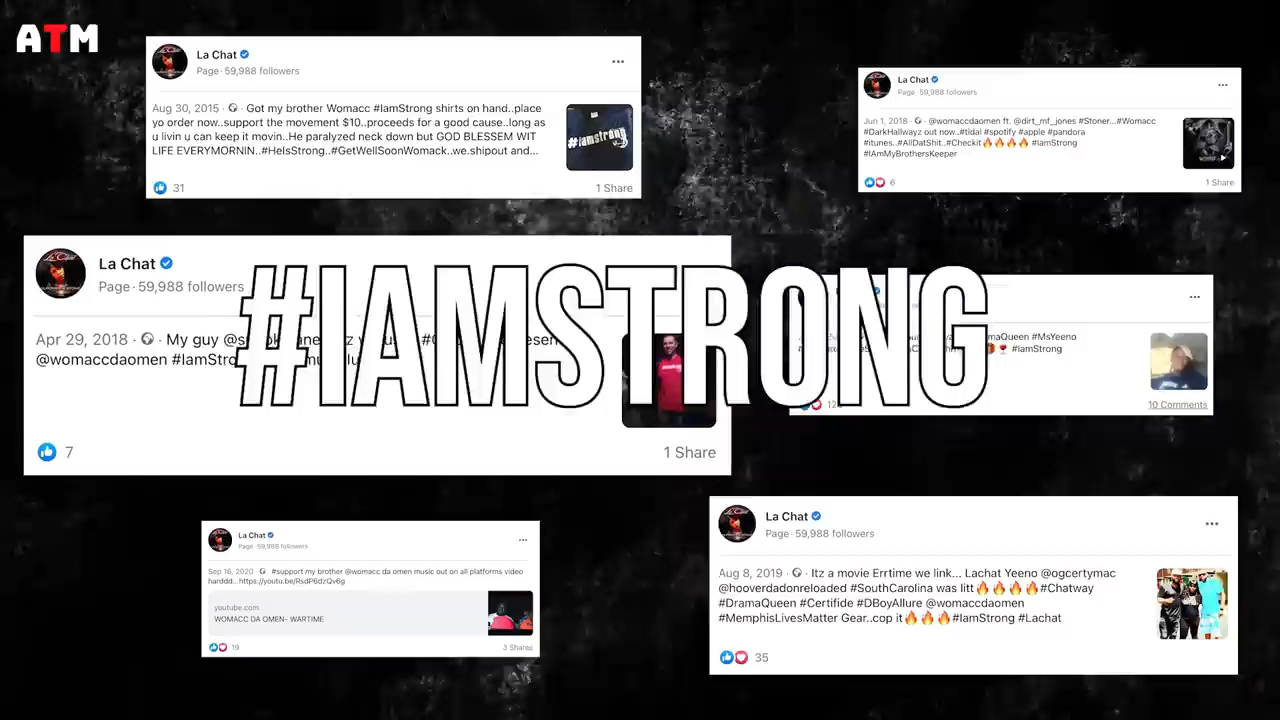 ATM
La Chat
Page · 59,988 followers
Aug 30, 2015 · Got my brother Womacc #IamStrong shirts on hand..place
yo order now..support the movement $10..proceeds for a good cause..long as
u livin u can keep it movin..He paralyzed neck down but GOD BLESSEM WIT
LIFE EVERYMORNIN..#HeIsStrong..#GetWellSoonWomack..we.shipout and...
#iamstrong
31
1 Share
La Chat
Page · 59,988 followers
Jun 1, 2018 · @womaccdaomen ft. @dirt_mf_jones #Stoner...#Womacc
#DarkHallwayz out now..#tidal #spotify #apple #pandora
#itunes..#AllDatShit..#Checkit🔥🔥🔥🔥 #IamStrong
#IAmMyBrothersKeeper
6
1 Share
La Chat
Page · 59,988 followers
Apr 29, 2018 · My guy
@womaccdaomen
7
1 Share
#IAMSTRONG
#MsYeeno
#IamStrong
10 Comments
La Chat
Page · 59,988 followers
Sep 16, 2020 · #support my brother @womacc da omen music out on all platforms video
harddd...https://youtu.be/RsdP6dzQv6g
youtube.com
WOMACC DA OMEN- WARTIME
19
3 Shares
La Chat
Page · 59,988 followers
Aug 8, 2019 · Itz a movie Errtime we link... Lachat Yeeno @ogcertymac
@hooverdadonreloaded #SouthCarolina was litt🔥🔥🔥🔥#Chatway
#DramaQueen #Certifide #DBoyAllure @womaccdaomen
#MemphisLivesMatter Gear..cop it🔥🔥🔥#IamStrong #Lachat
35